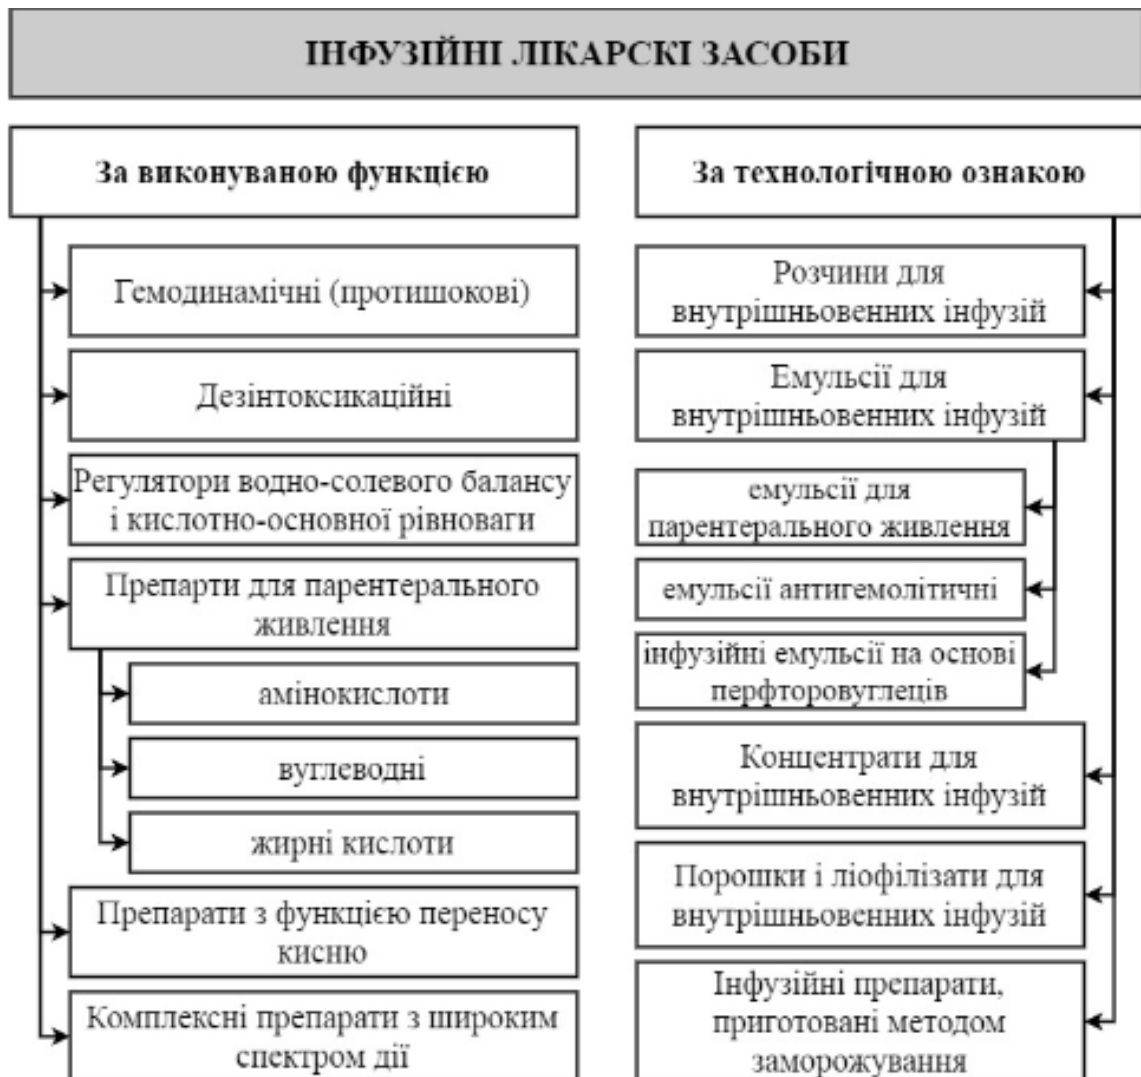 ІНФУЗІЙНІ ЛІКАРСКІ ЗАСОБИ
За виконуваною функцією
Гемодинамічні (протишокові)
Дезінтоксикаційні
Регулятори водно-солевого балансу
і кислотно-основної рівноваги
Препарти для парентерального
живлення
амінокислоти
вуглеводні
жирні кислоти
Препарати з функцією переносу
кисню
Комплексні препарати з широким
спектром дії
За технологічною ознакою
Розчини для
внутрішньовенних інфузій
Емульсії для
внутрішньовенних інфузій
емульсії для
парентерального живлення
емульсії антигемолітичні
інфузійні емульсії на основі
перфторовуглеців
Концентрати для
внутрішньовенних інфузій
Порошки і ліофілізати для
внутрішньовенних інфузій
Інфузійні препарати,
приготовані методом
заморожування